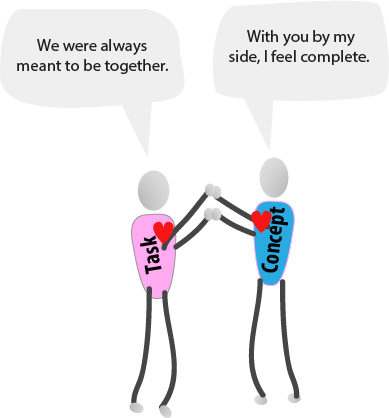 We were always
meant to be together.
With you by my
side, I feel complete.
Task
Concept